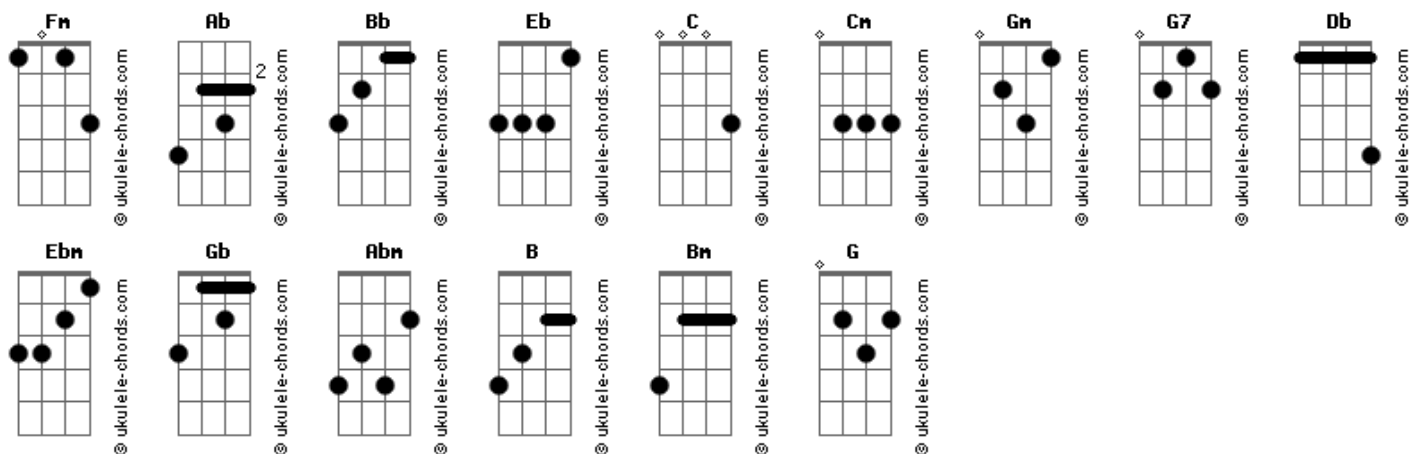 Fm Ab Bb Eb C Cm Gm G7 Db
2
© ukulele-chords.com © ukulele-chords.com © ukulele-chords.com © ukulele-chords.com © ukulele-chords.com © ukulele-chords.com © ukulele-chords.com © ukulele-chords.com © ukulele-chords.com
Ebm Gb Abm B Bm G
© ukulele-chords.com © ukulele-chords.com © ukulele-chords.com © ukulele-chords.com © ukulele-chords.com © ukulele-chords.com